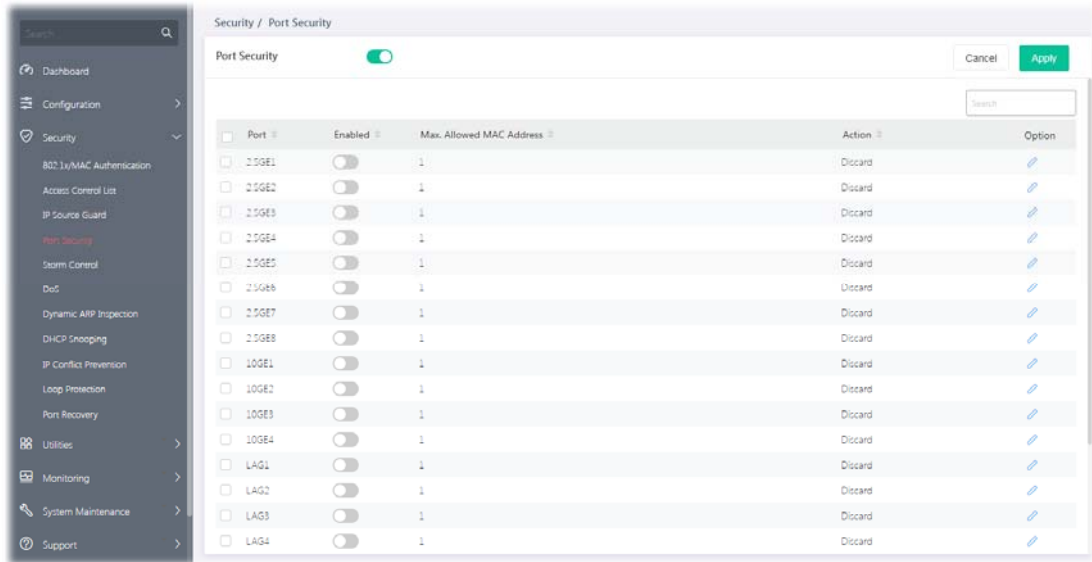 Search
Dashboard
Configuration
Security
802.1x/MAC Authentication
Access Control List
IP Source Guard
Port Security
Storm Control
DoS
Dynamic ARP Inspection
DHCP Snooping
IP Conflict Prevention
Loop Protection
Port Recovery
Utilities
Monitoring
System Maintenance
Support
Security / Port Security
Port Security Cancel Apply
Search
Port Enabled Max. Allowed MAC Address Action Option
2.5GE1 1 Discard
2.5GE2 1 Discard
2.5GE3 1 Discard
2.5GE4 1 Discard
2.5GE5 1 Discard
2.5GE6 1 Discard
2.5GE7 1 Discard
2.5GE8 1 Discard
10GE1 1 Discard
10GE2 1 Discard
10GE3 1 Discard
10GE4 1 Discard
LAG1 1 Discard
LAG2 1 Discard
LAG3 1 Discard
LAG4 1 Discard